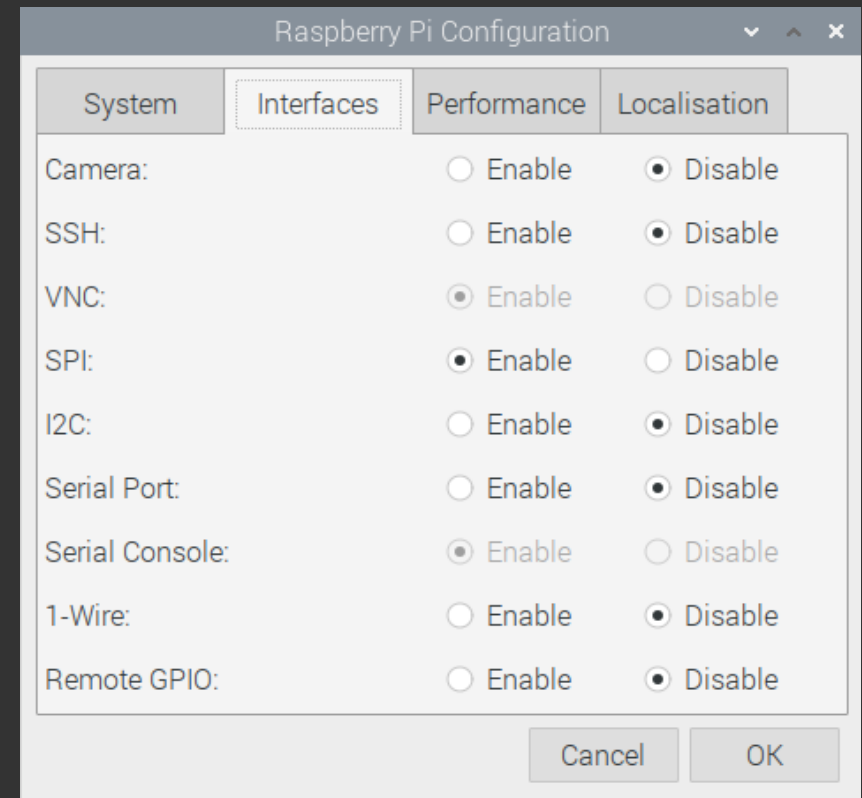 Raspberry Pi Configuration
System Interfaces Performance Localisation
Camera: Enable Disable
SSH: Enable Disable
VNC: Enable Disable
SPI: Enable Disable
I2C: Enable Disable
Serial Port: Enable Disable
Serial Console: Enable Disable
1-Wire: Enable Disable
Remote GPIO: Enable Disable
Cancel OK